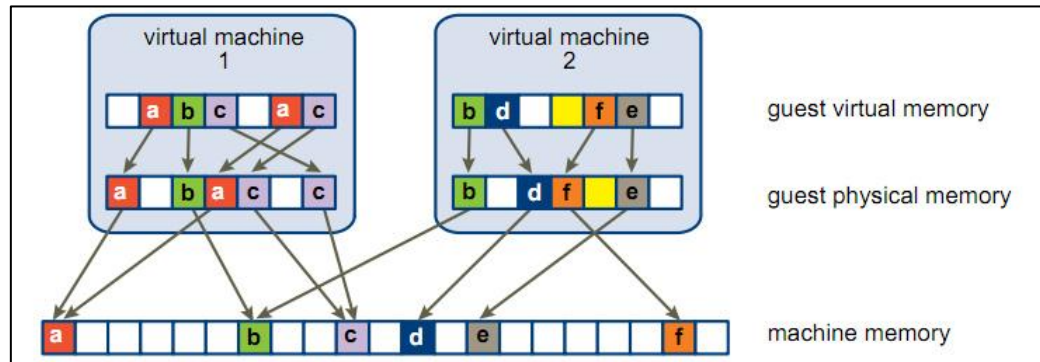 virtual machine
1
virtual machine
2
a b c a c
b d f e
guest virtual memory
a b a c c
b d f e
guest physical memory
a b c d e f
machine memory